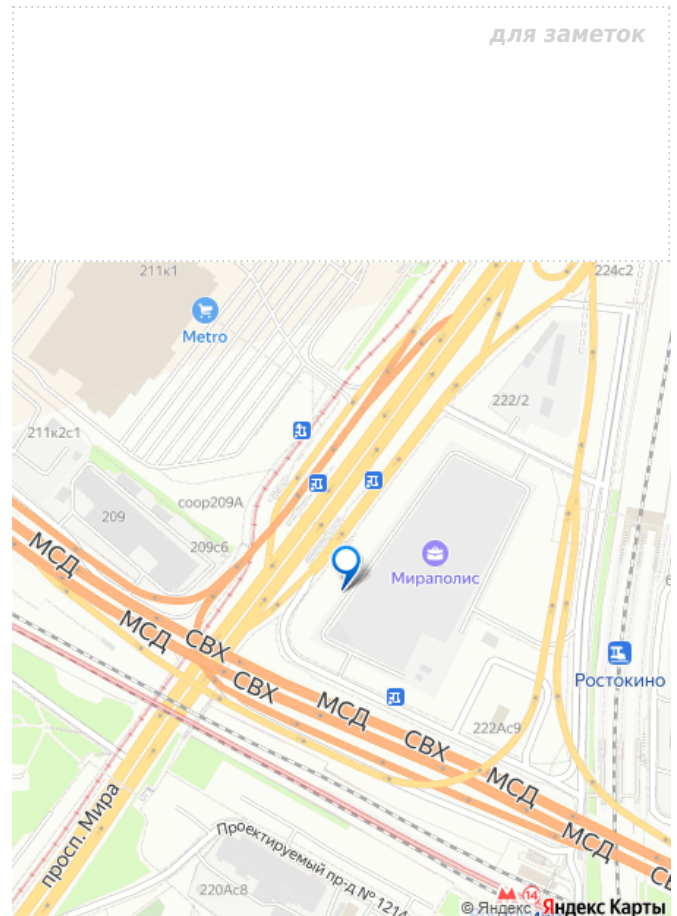 для заметок
211к1
224с2
Metro
222/2
211к2с1
соор209А
209
209с6
Мираполис
МСД
МСД
СВХ
СВХ
МСД
СВХ
Ростокино
222Ас9
МСД
МСД
просп. Мира
Проектируемый пр-д № 1214
220Ас8
14
© Яндекс Яндекс Карты